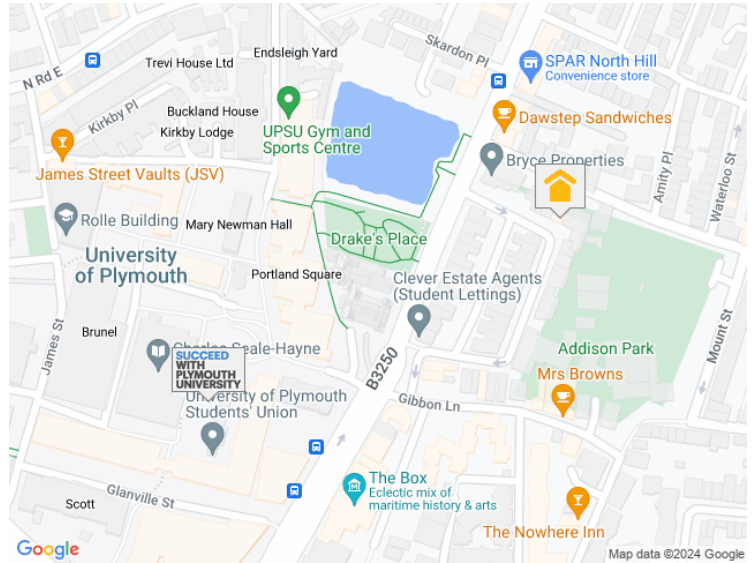 N Rd E
Trevi House Ltd
Endsleigh Yard
Skardon Pl
SPAR North Hill
Convenience store
Kirkby Pl
Buckland House
Kirkby Lodge
UPSU Gym and
Sports Centre
Dawstep Sandwiches
Bryce Properties
Amity Pl
Waterloo St
James Street Vaults (JSV)
Rolle Building
Mary Newman Hall
Drake's Place
University
of Plymouth
Portland Square
Clever Estate Agents
(Student Lettings)
James St
Brunel
Charles Seale-Hayne
SUCCEED
WITH
PLYMOUTH
UNIVERSITY
B3250
Addison Park
Mount St
Mrs Browns
University of Plymouth
Students' Union
Gibbon Ln
Scott
Glanville St
The Box
Eclectic mix of
maritime history & arts
The Nowhere Inn
Google
Map data ©2024 Google